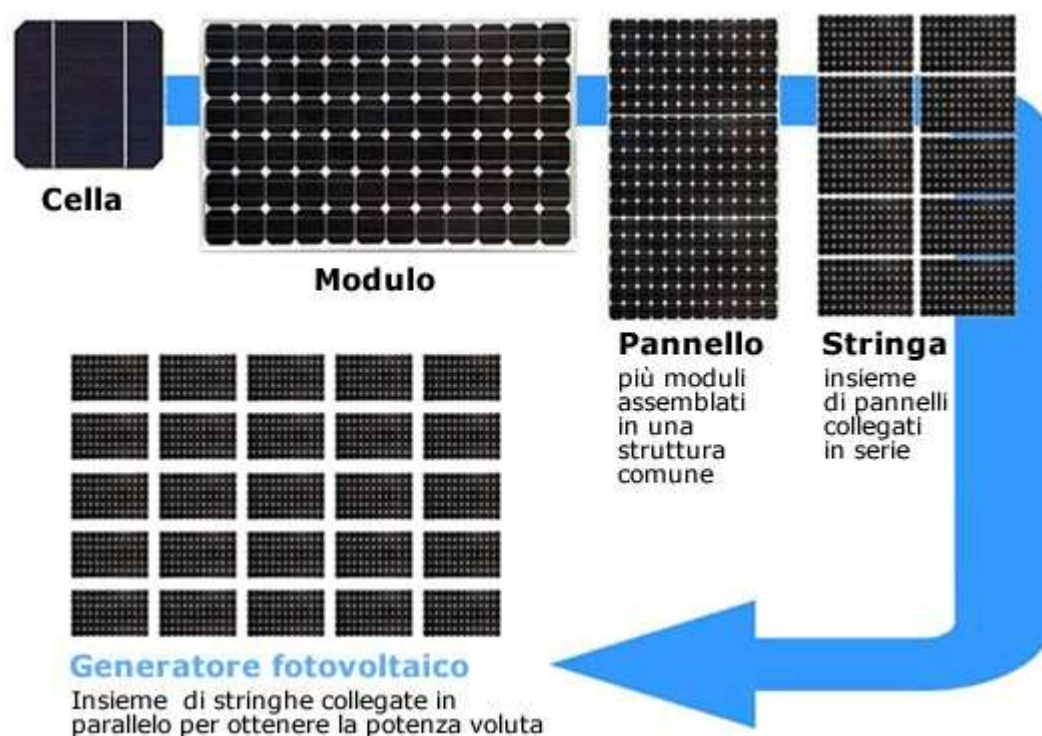 Cella
Modulo
Pannello
più moduli
assemblati
in una
struttura
comune
Stringa
insieme
di pannelli
collegati
in serie
Generatore fotovoltaico
Insieme di stringhe collegate in
parallelo per ottenere la potenza voluta